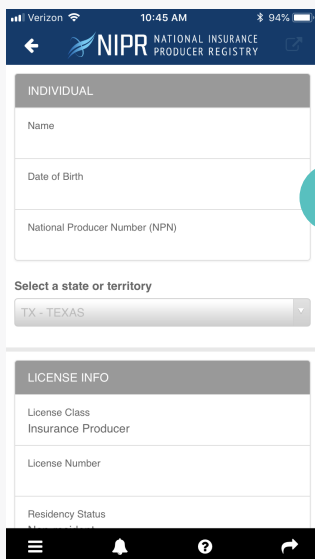 Verizon 10:45 AM 94%
NIPR NATIONAL INSURANCE
PRODUCER REGISTRY
INDIVIDUAL
Name
Date of Birth
National Producer Number (NPN)
Select a state or territory
TX - TEXAS
LICENSE INFO
License Class
Insurance Producer
License Number
Residency Status